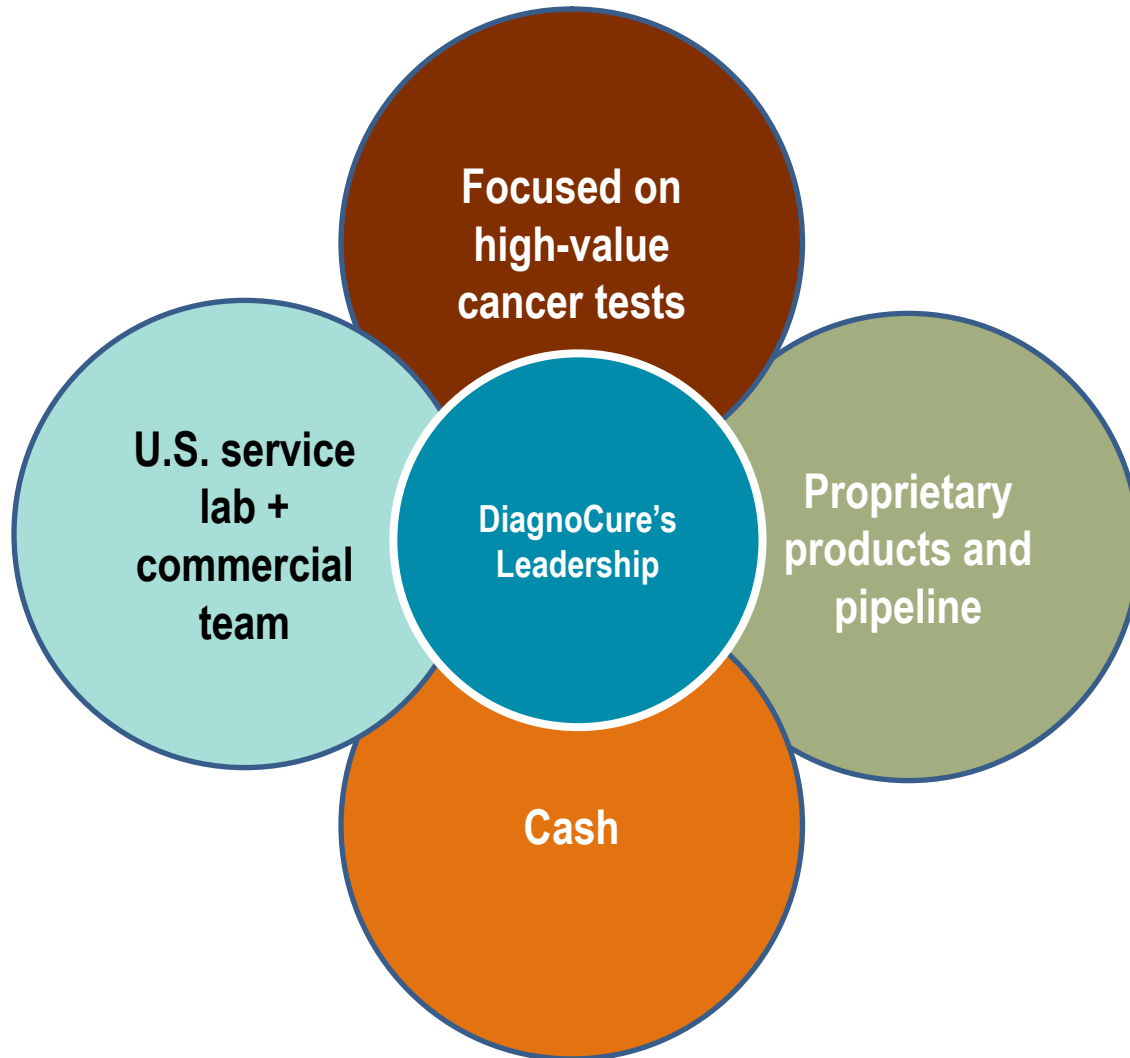 Focused on
high-value
cancer tests
U.S. service
lab +
commercial
team
DiagnoCure’s
Leadership
Proprietary
products and
pipeline
Cash